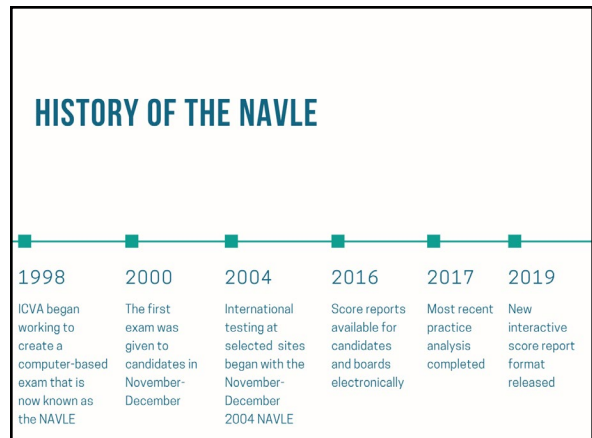 HISTORY OF THE NAVLE
1998
ICVA began
working to
create a
computer-based
exam that is
now known as
the NAVLE
2000
The first
exam was
given to
candidates in
November-
December
2004
International
testing at
selected sites
began with the
November-
December
2004 NAVLE
2016
Score reports
available for
candidates
and boards
electronically
2017
Most recent
practice
analysis
completed
2019
New
interactive
score report
format
released